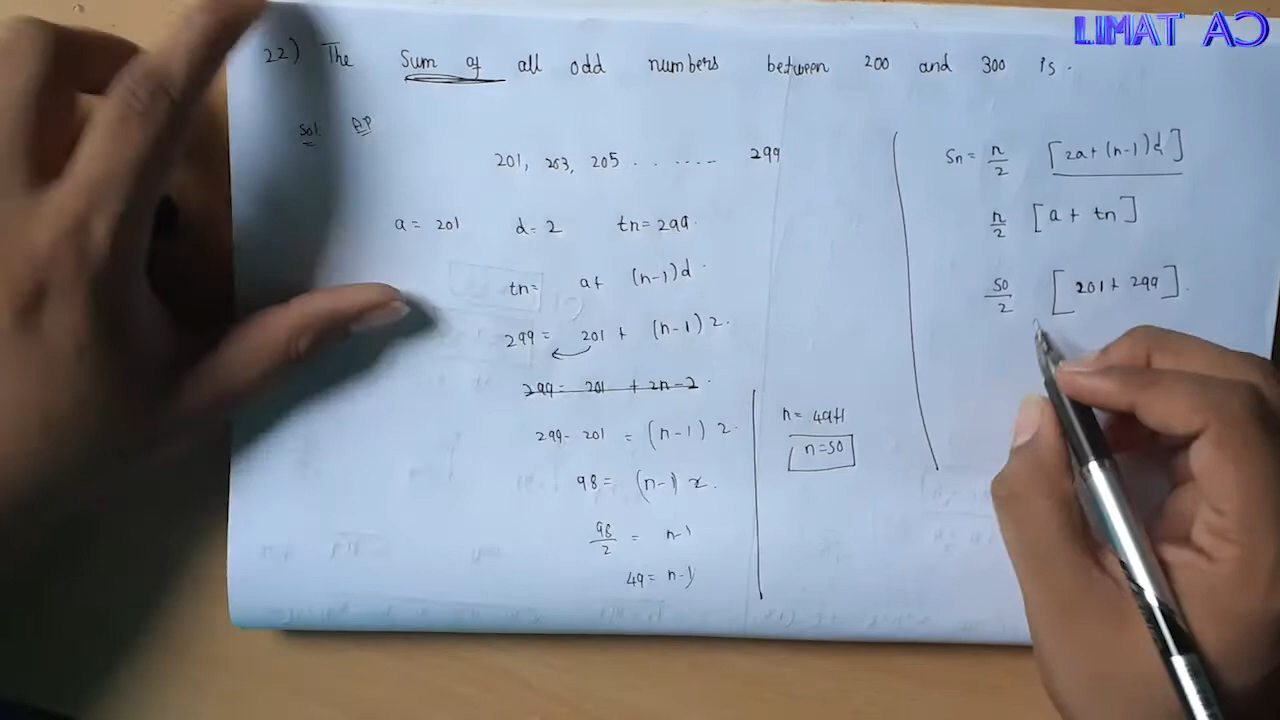 LIMAT AC
22) The Sum of all odd numbers between 200 and 300 is.
Sol: AP
201, 203, 205 . . . . . . . . 299
a = 201 d = 2 tn = 299.
tn = a + (n-1) d.
299 = 201 + (n-1) 2.
299 = 201 + 2n - 2.
299 - 201 = (n-1) 2.
98 = (n-1) 2.
98/2 = n-1
49 = n-1
n = 49+1
n = 50
Sn = n/2 [2a + (n-1) d]
n/2 [a + tn]
50/2 [201 + 299].